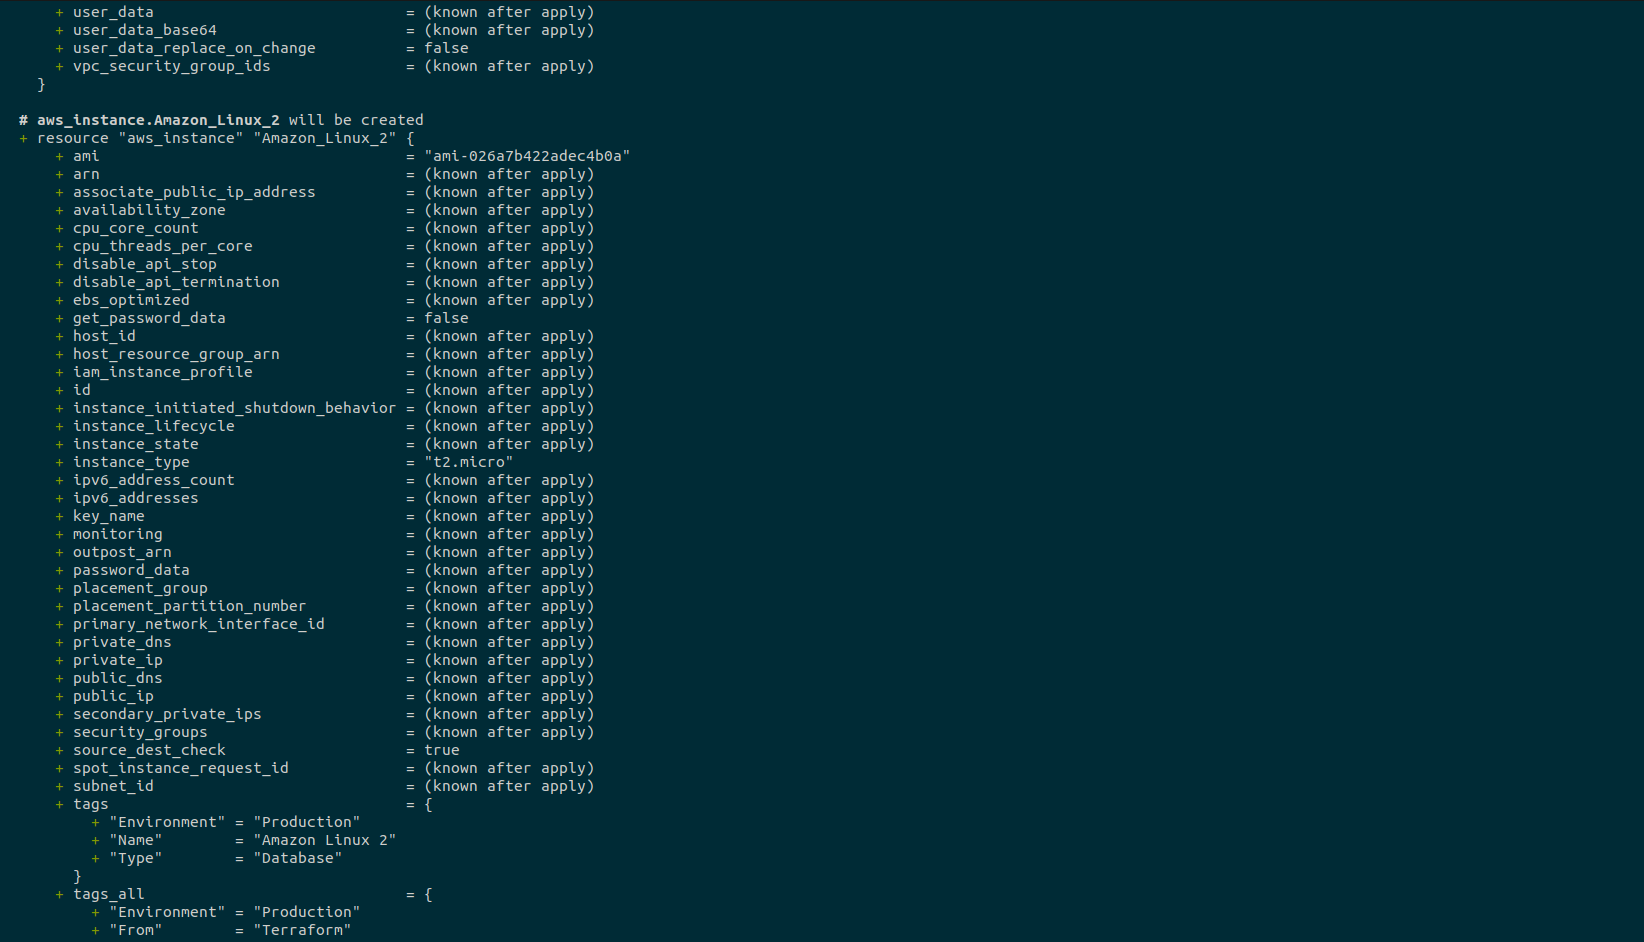 + user_data = (known after apply)
+ user_data_base64 = (known after apply)
+ user_data_replace_on_change = false
+ vpc_security_group_ids = (known after apply)
}
# aws_instance.Amazon_Linux_2 will be created
+ resource "aws_instance" "Amazon_Linux_2" {
+ ami = "ami-026a7b422adec4b0a"
+ arn = (known after apply)
+ associate_public_ip_address = (known after apply)
+ availability_zone = (known after apply)
+ cpu_core_count = (known after apply)
+ cpu_threads_per_core = (known after apply)
+ disable_api_stop = (known after apply)
+ disable_api_termination = (known after apply)
+ ebs_optimized = (known after apply)
+ get_password_data = false
+ host_id = (known after apply)
+ host_resource_group_arn = (known after apply)
+ iam_instance_profile = (known after apply)
+ id = (known after apply)
+ instance_initiated_shutdown_behavior = (known after apply)
+ instance_lifecycle = (known after apply)
+ instance_state = (known after apply)
+ instance_type = "t2.micro"
+ ipv6_address_count = (known after apply)
+ ipv6_addresses = (known after apply)
+ key_name = (known after apply)
+ monitoring = (known after apply)
+ outpost_arn = (known after apply)
+ password_data = (known after apply)
+ placement_group = (known after apply)
+ placement_partition_number = (known after apply)
+ primary_network_interface_id = (known after apply)
+ private_dns = (known after apply)
+ private_ip = (known after apply)
+ public_dns = (known after apply)
+ public_ip = (known after apply)
+ secondary_private_ips = (known after apply)
+ security_groups = (known after apply)
+ source_dest_check = true
+ spot_instance_request_id = (known after apply)
+ subnet_id = (known after apply)
+ tags = {
+ "Environment" = "Production"
+ "Name" = "Amazon Linux 2"
+ "Type" = "Database"
}
+ tags_all = {
+ "Environment" = "Production"
+ "From" = "Terraform"